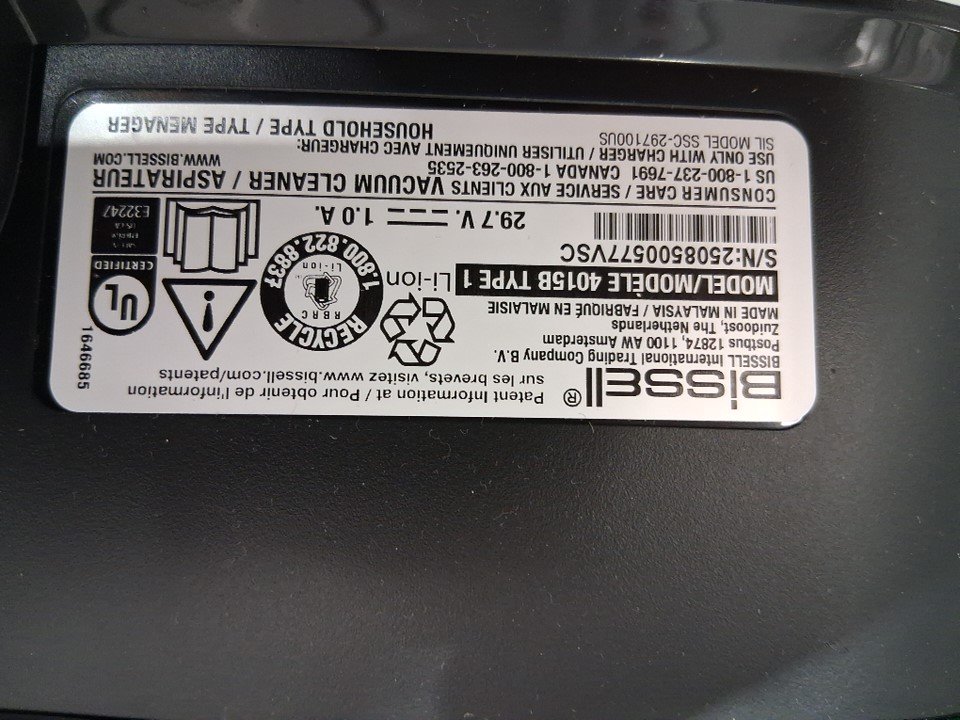 BISSELL®
Patent Information at / Pour obtenir de l'information
sur les brevets, visitez www.bissell.com/patents
BISSELL International Trading Company B.V.
Postbus 12874, 1100 AW Amsterdam
Zuidoost, The Netherlands
MADE IN MALAYSIA / FABRIQUÉ EN MALAISIE
MODEL/MODÈLE 4015B TYPE 1
S/N:2508500577VSC
Li-ion
RECYCLE
1.800.822.8837
RBRC
Li-ion
29.7 V. 1.0 A.
1646685
UL
CERTIFIED
SAFETY
US CA
E32247
CONSUMER CARE / SERVICE AUX CLIENTS
US 1-800-237-7691 CANADA 1-800-263-2535
USE ONLY WITH CHARGER / UTILISER UNIQUEMENT AVEC CHARGEUR:
SIL MODEL SSC-297100US
VACUUM CLEANER / ASPIRATEUR
WWW.BISSELL.COM
HOUSEHOLD TYPE / TYPE MENAGER